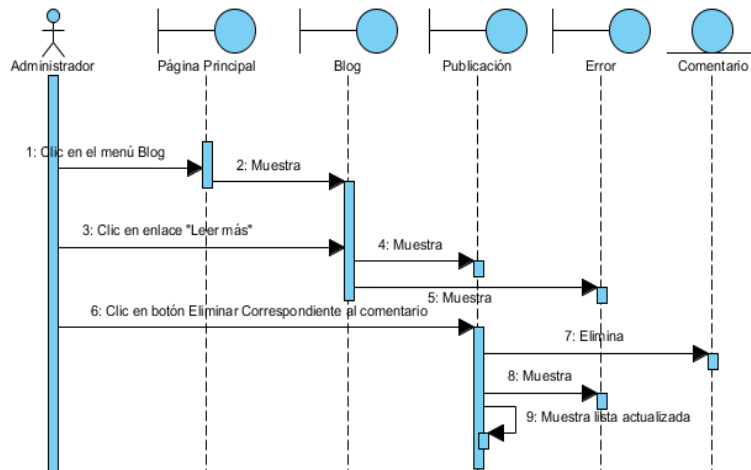 Administrador
Página Principal
Blog
Publicación
Error
Comentario
1: Clic en el menú Blog
2: Muestra
3: Clic en enlace "Leer más"
4: Muestra
5: Muestra
6: Clic en botón Eliminar Correspondiente al comentario
7: Elimina
8: Muestra
9: Muestra lista actualizada